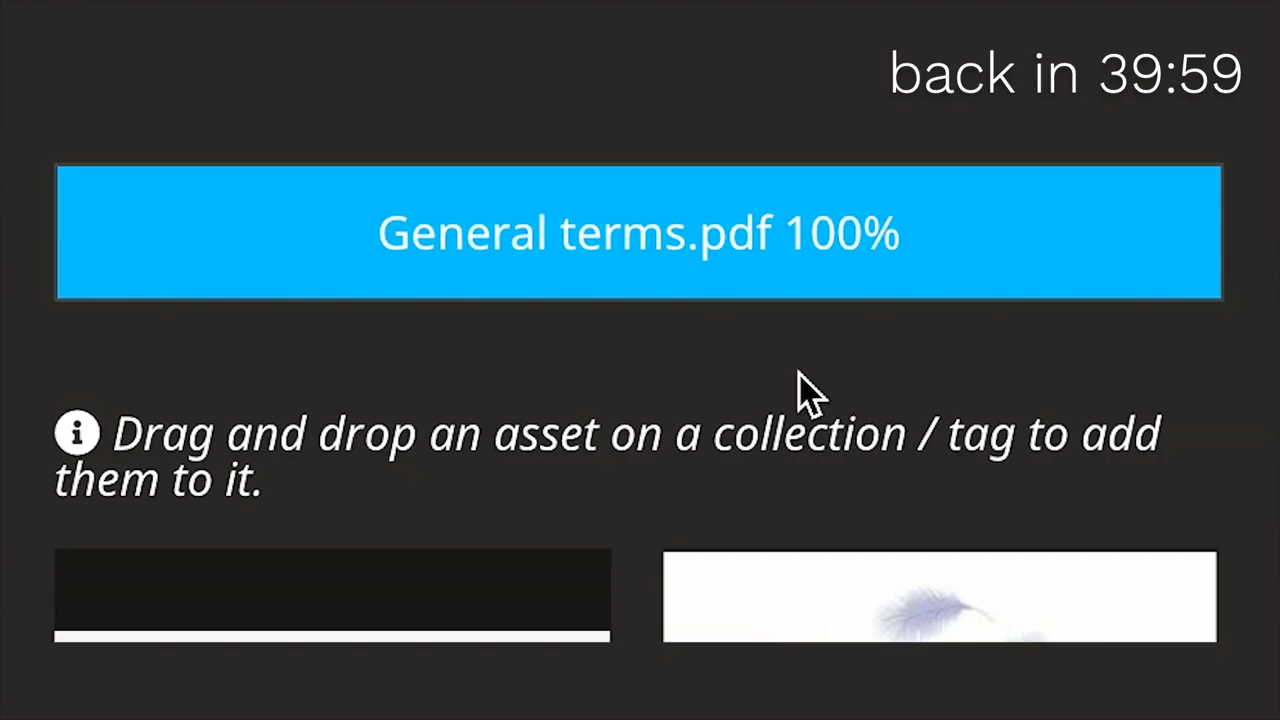 back in 39:59
General terms.pdf 100%
Drag and drop an asset on a collection / tag to add
them to it.